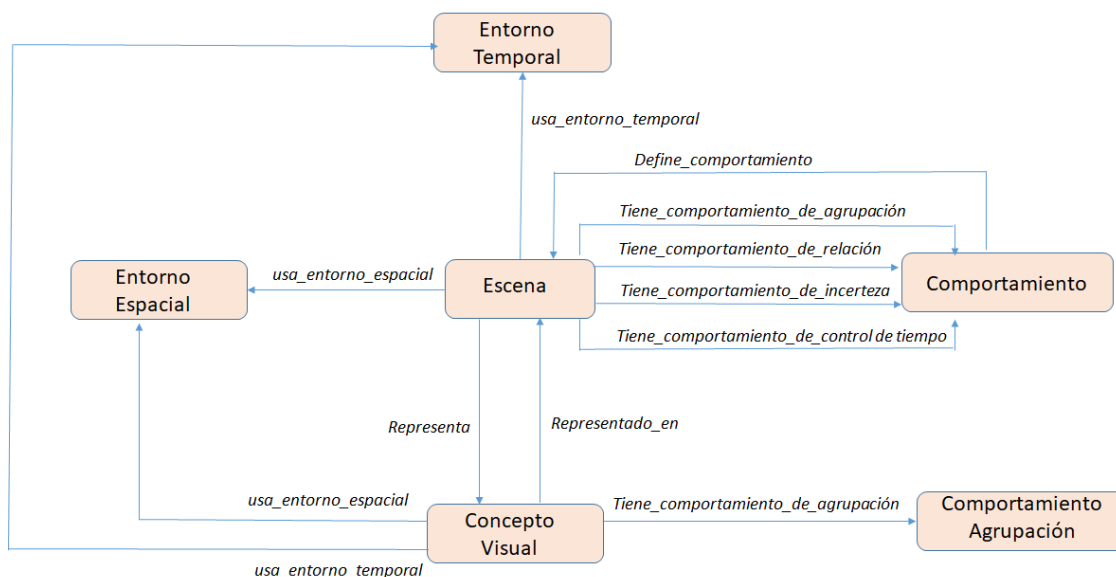 Entorno
Temporal
usa_entorno_temporal
Define_comportamiento
Tiene_comportamiento_de_agrupación
Tiene_comportamiento_de_relación
Entorno
Espacial
usa_entorno_espacial
Escena
Comportamiento
Tiene_comportamiento_de_incerteza
Tiene_comportamiento_de_control de tiempo
Representa
Representado_en
usa_entorno_espacial
Concepto
Visual
Tiene_comportamiento_de_agrupación
Comportamiento
Agrupación
usa_entorno_temporal